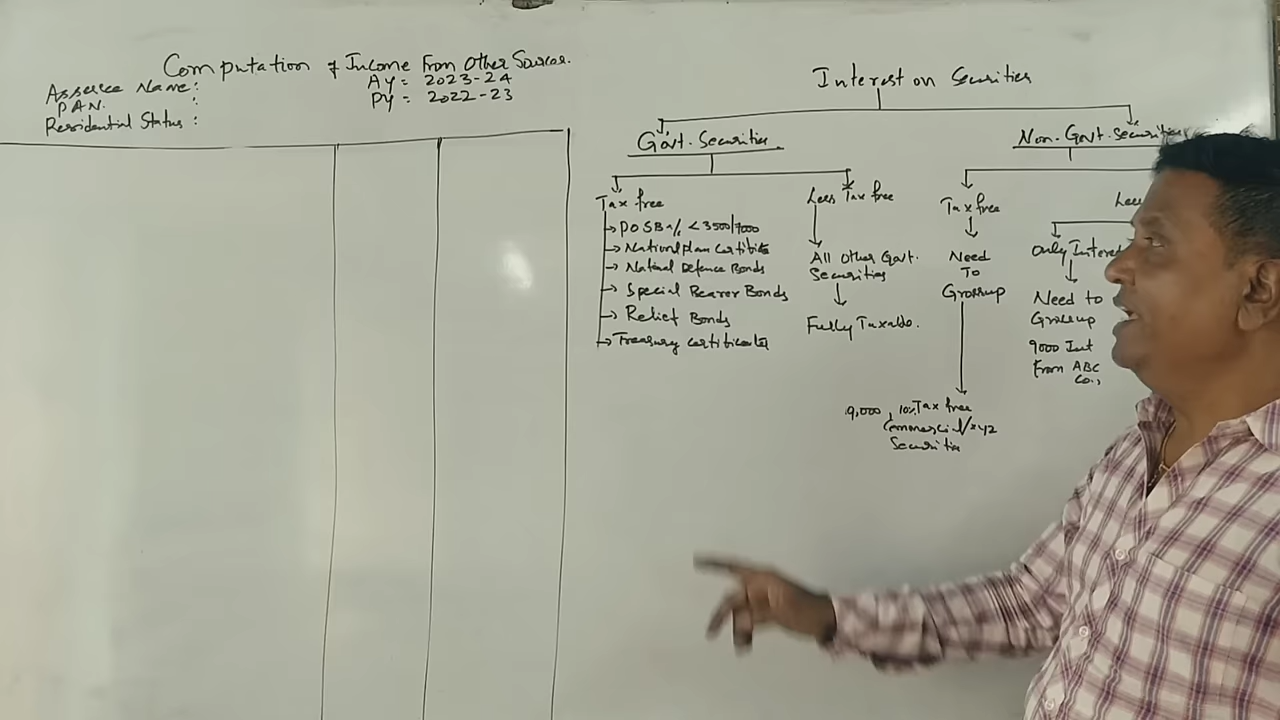 Computation of Income From Other Sources.
Assessee Name:
AY = 2023-24
P.A.N. :
PY = 2022-23
Residential Status :
Interest on Securities
Govt. Securities
Non-Govt. Securities
Tax free
Less Tax free
Tax free
Less
POSB a/c < 3500/7000
National plan Certificates
National Defence Bonds
Special Bearer Bonds
Relief Bonds
Treasury Certificates
All Other Govt.
Securities
Fully Taxable.
Need
To
Grossup
9,000, 10% Tax free
Commercial/xyz
Securities
Only Interest
Need to
Grossup
9000 Int
From ABC
Co.,